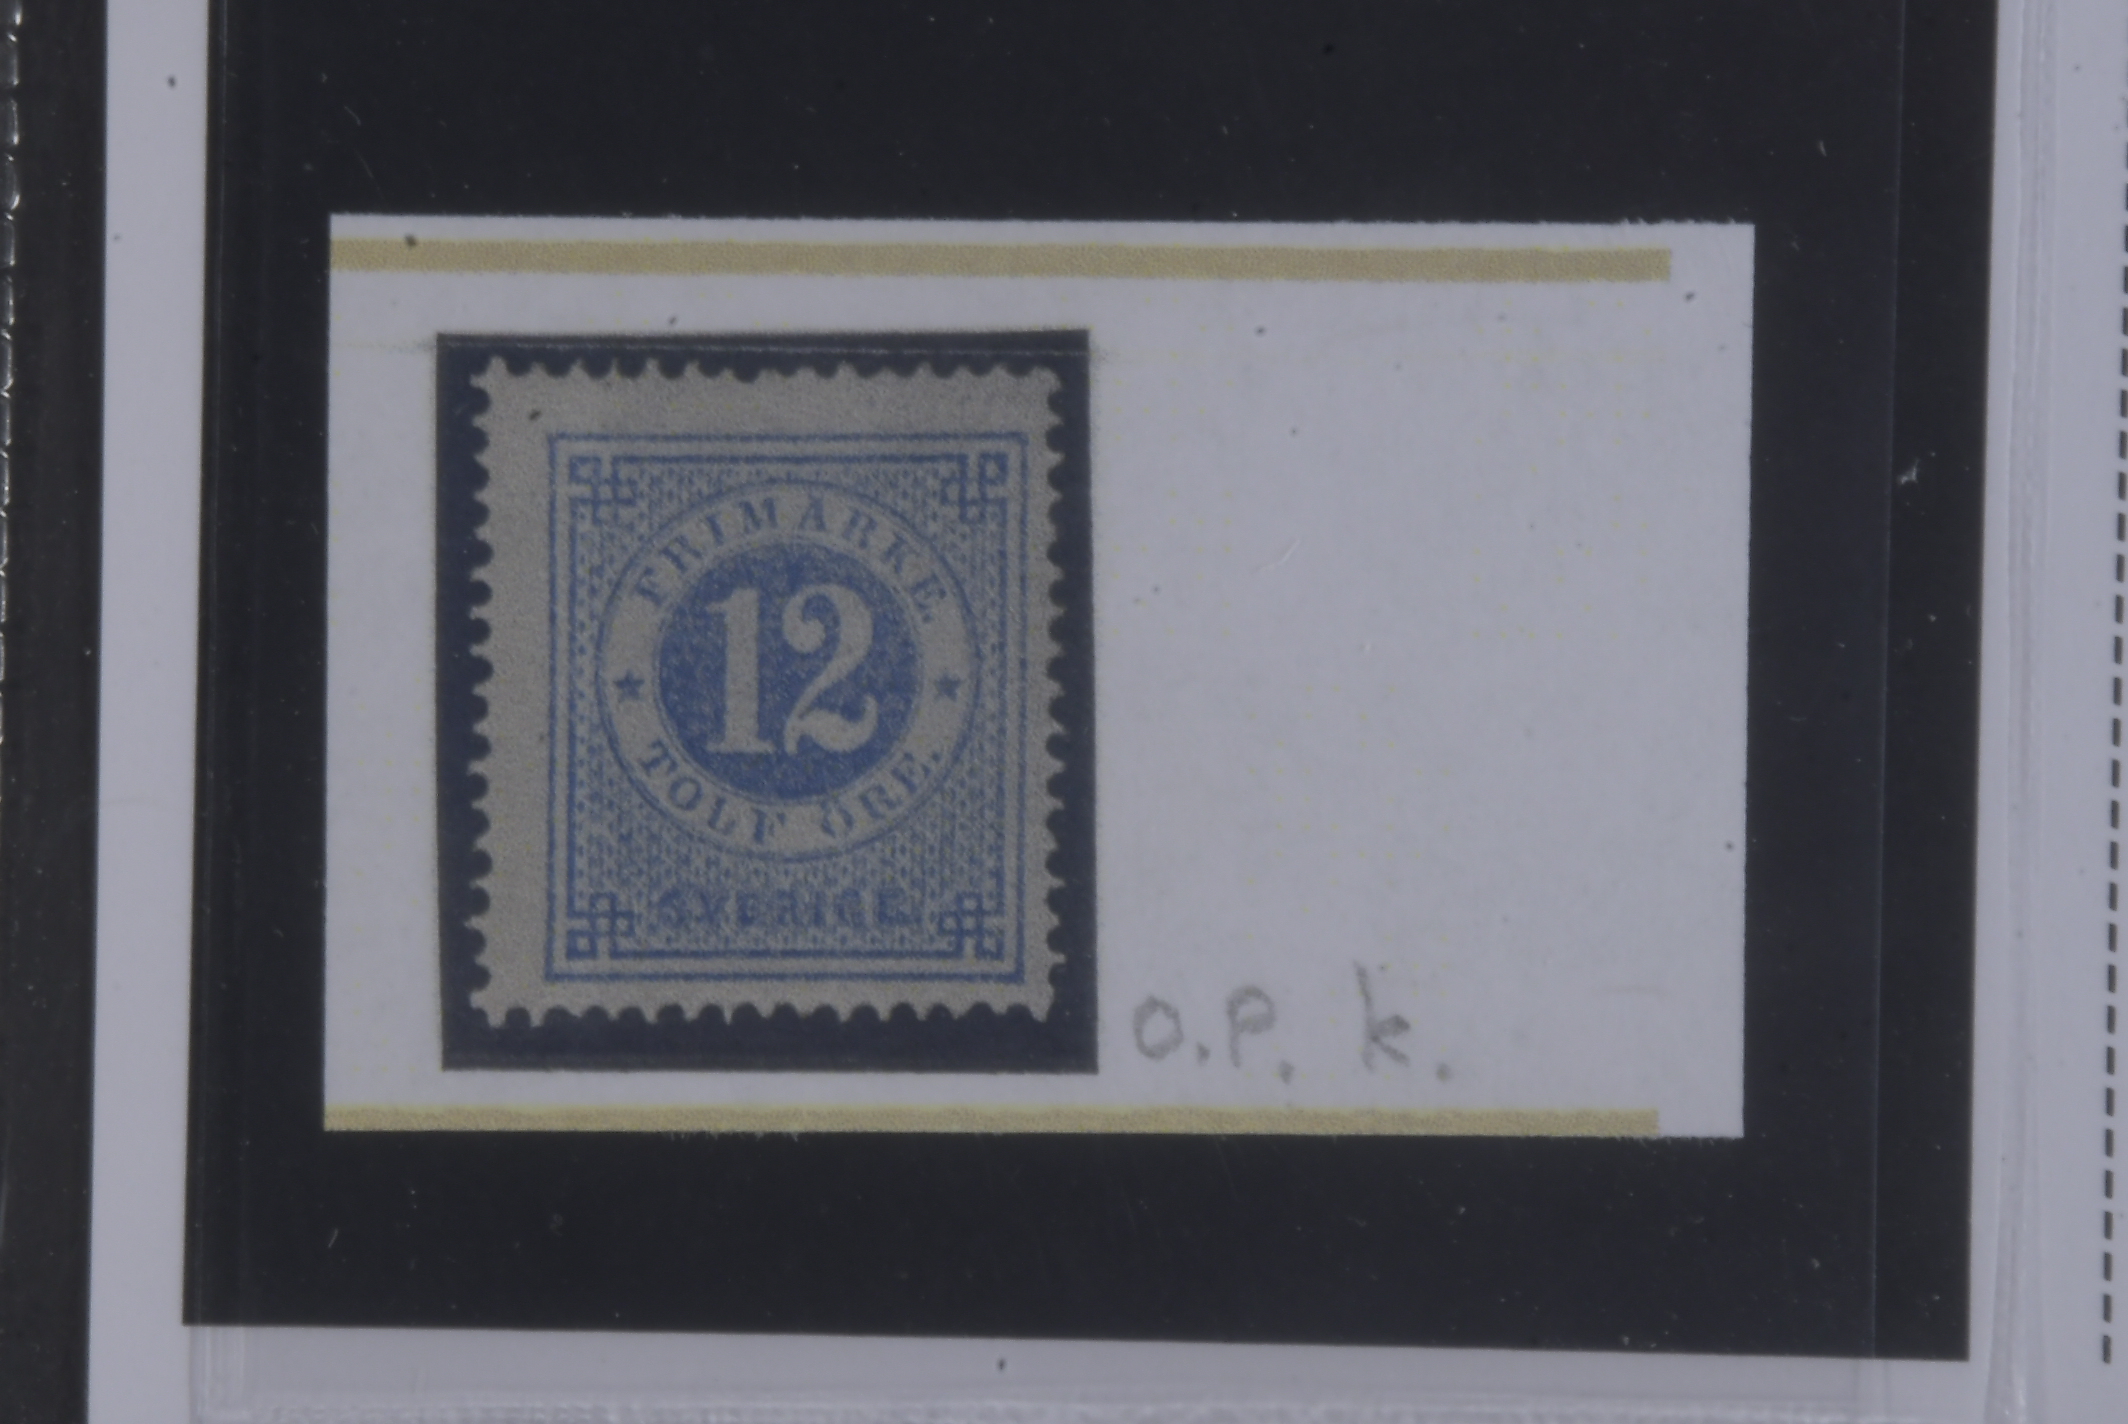 FRIMÄRKE.
12
TOLF ÖRE.
SVERIGE.
O.P. K.